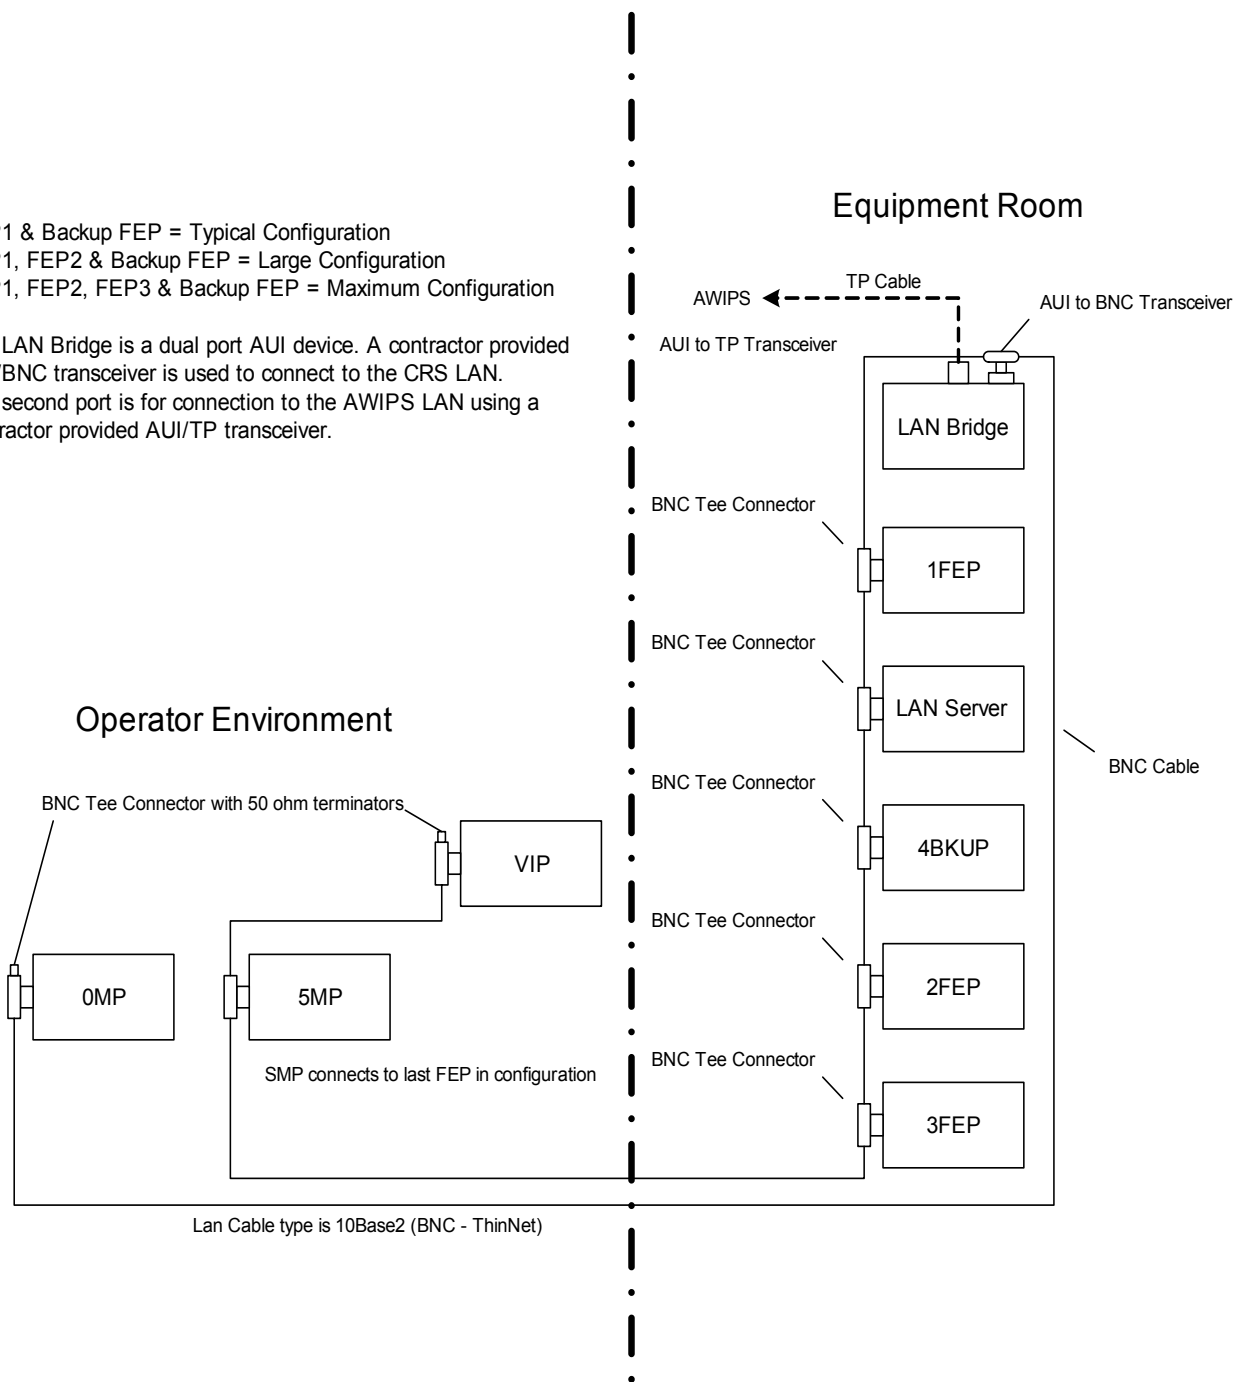 1 & Backup FEP = Typical Configuration
1, FEP2 & Backup FEP = Large Configuration
1, FEP2, FEP3 & Backup FEP = Maximum Configuration
LAN Bridge is a dual port AUI device. A contractor provided
/BNC transceiver is used to connect to the CRS LAN.
second port is for connection to the AWIPS LAN using a
ractor provided AUI/TP transceiver.
Equipment Room
TP Cable
AWIPS
AUI to BNC Transceiver
AUI to TP Transceiver
LAN Bridge
BNC Tee Connector
1FEP
BNC Tee Connector
LAN Server
BNC Cable
BNC Tee Connector
4BKUP
BNC Tee Connector
2FEP
BNC Tee Connector
3FEP
Operator Environment
BNC Tee Connector with 50 ohm terminators
VIP
0MP
5MP
SMP connects to last FEP in configuration
Lan Cable type is 10Base2 (BNC - ThinNet)